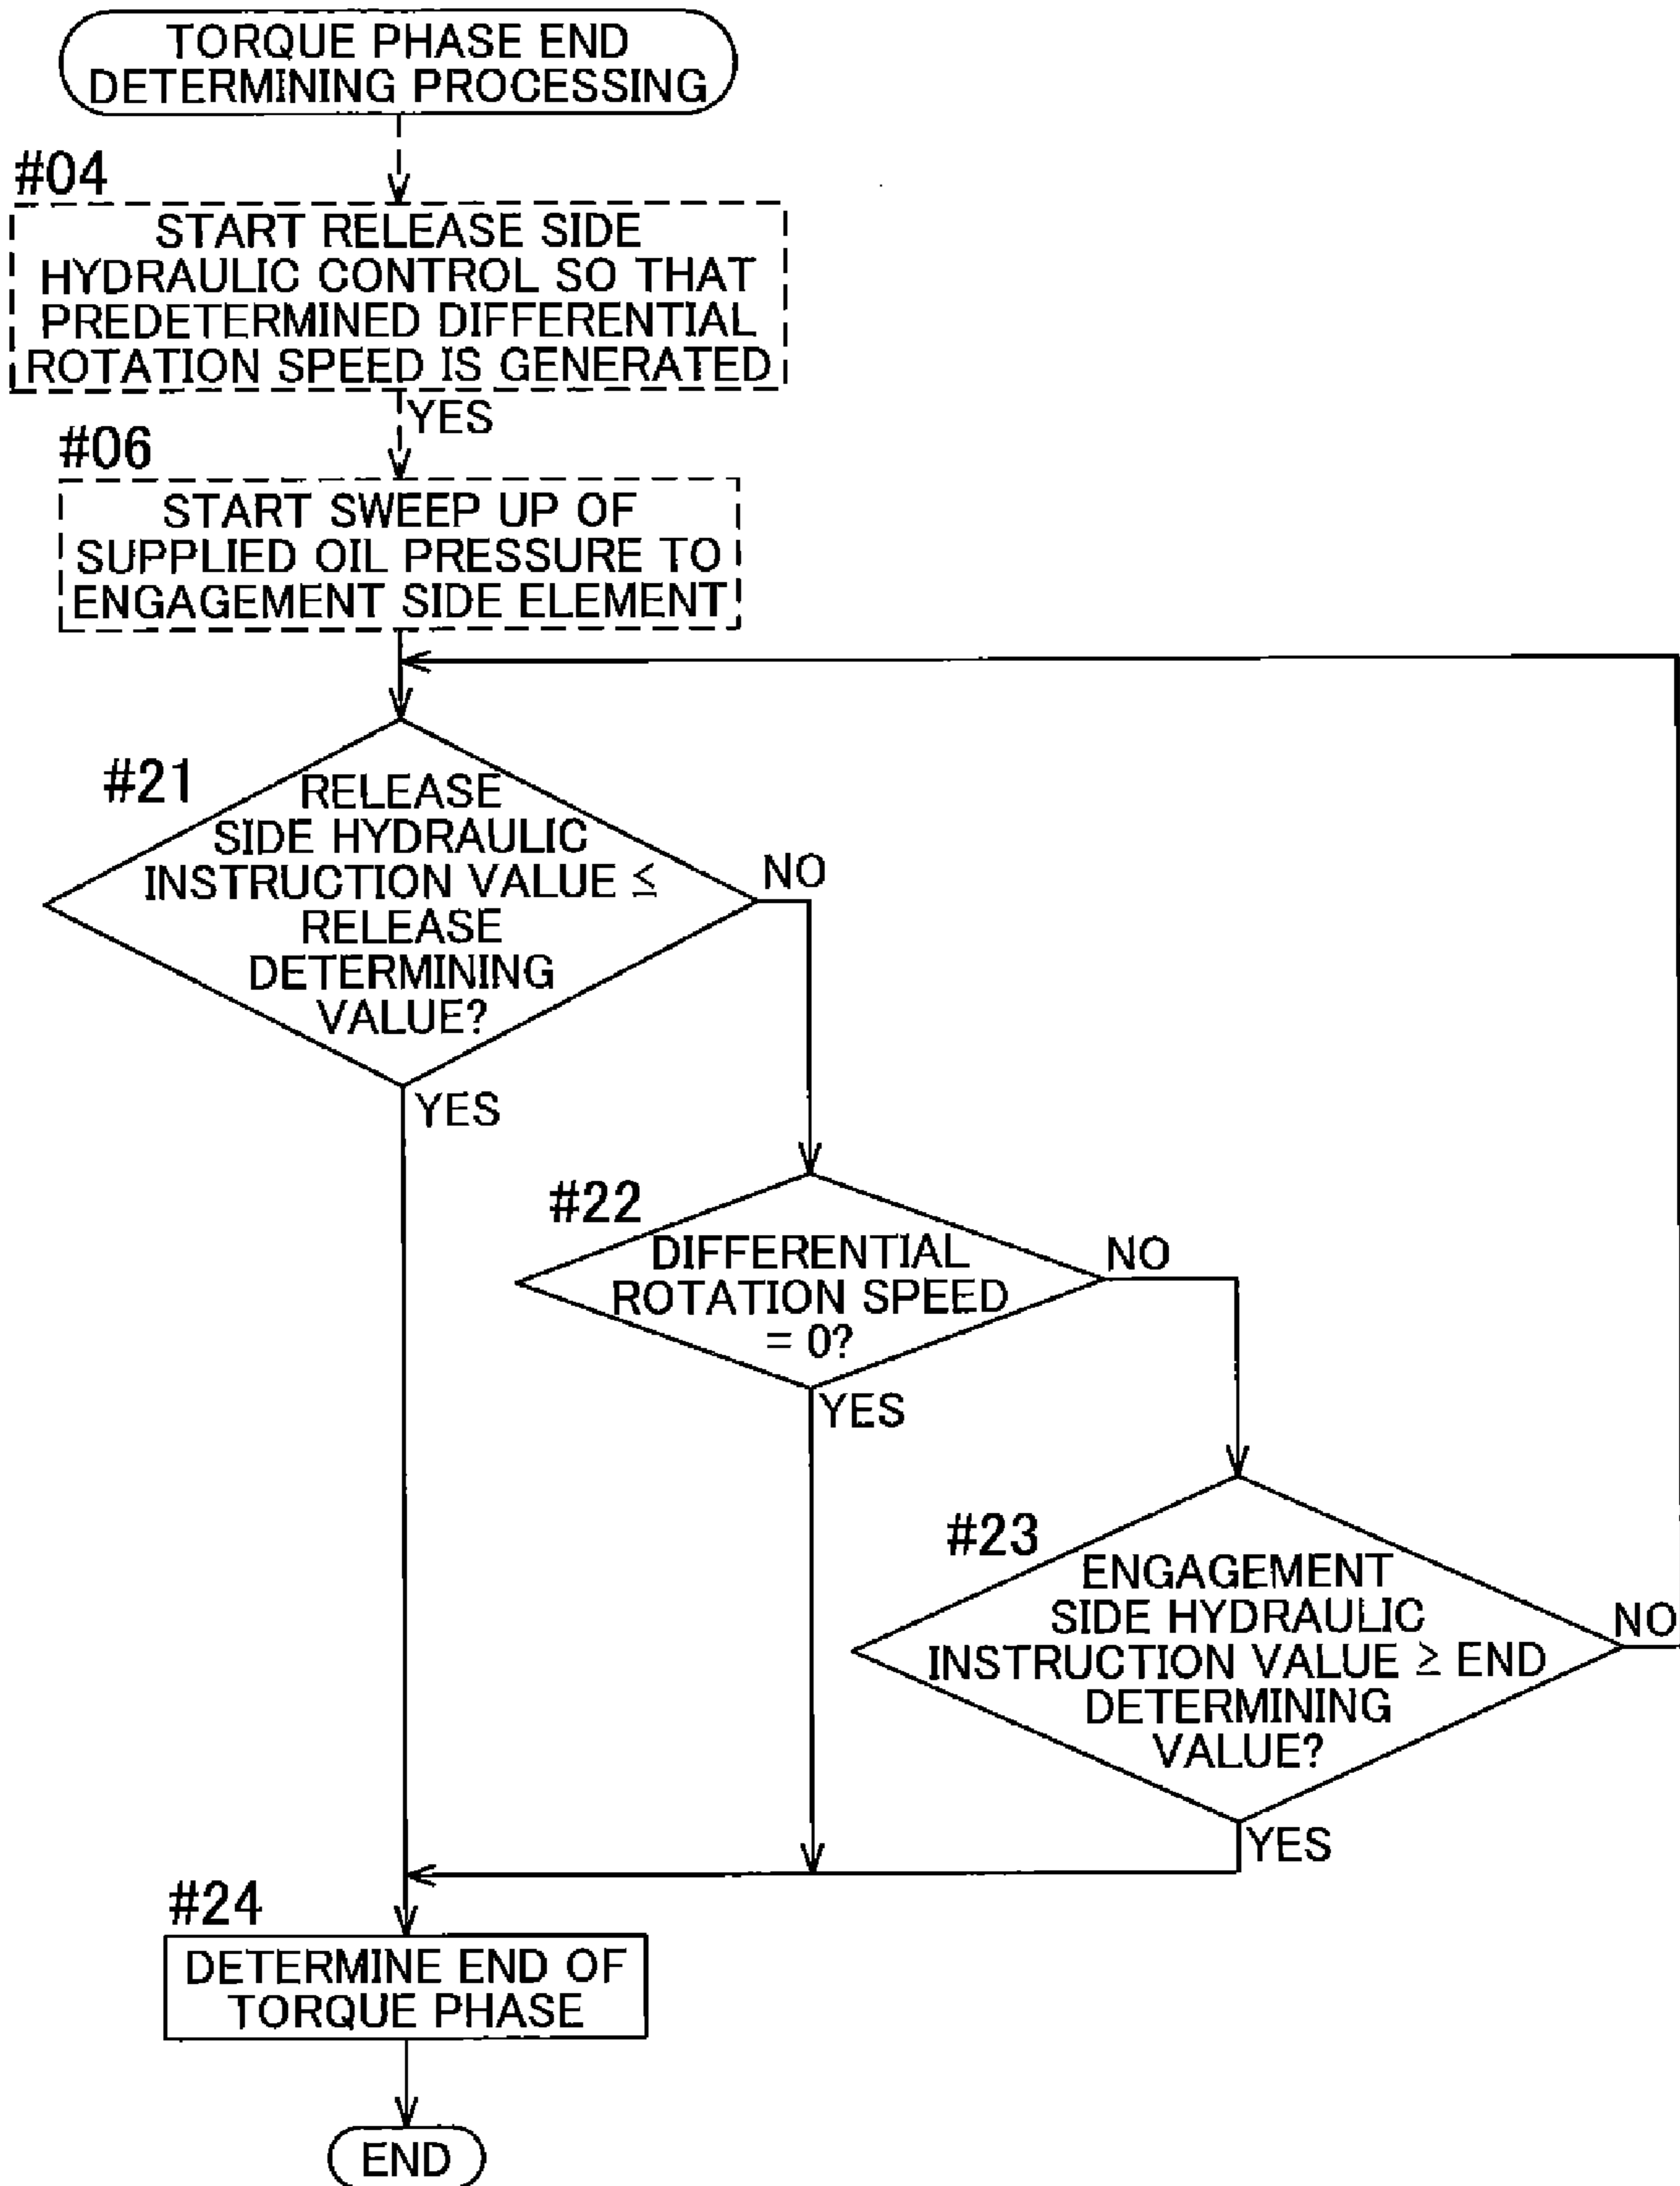 TORQUE PHASE END
DETERMINING PROCESSING
#04
START RELEASE SIDE
HYDRAULIC CONTROL SO THAT
PREDETERMINED DIFFERENTIAL
ROTATION SPEED IS GENERATED
YES
#06
START SWEEP UP OF
SUPPLIED OIL PRESSURE TO
ENGAGEMENT SIDE ELEMENT
#21
RELEASE
SIDE HYDRAULIC
INSTRUCTION VALUE ≤
RELEASE
DETERMINING
VALUE?
NO
YES
#22
DIFFERENTIAL
ROTATION SPEED
= 0?
NO
YES
#23
ENGAGEMENT
SIDE HYDRAULIC
INSTRUCTION VALUE ≥ END
DETERMINING
VALUE?
NO
YES
#24
DETERMINE END OF
TORQUE PHASE
END